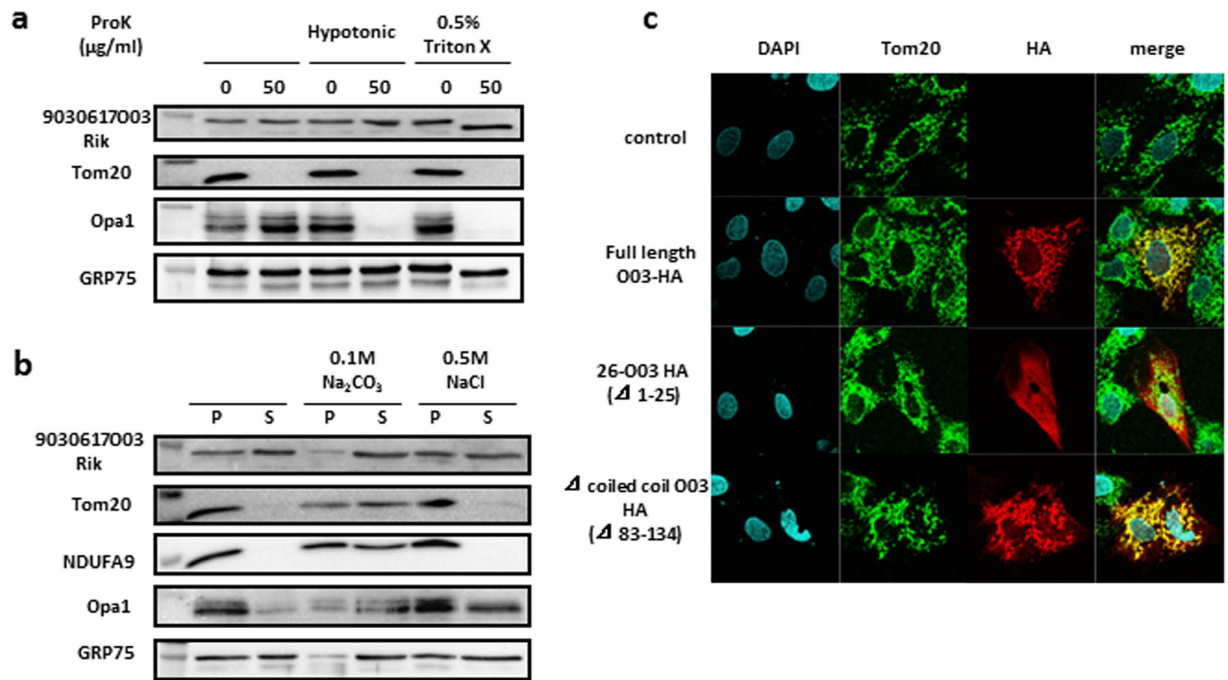 a
ProK
(μg/ml)
Hypotonic
0.5%
Triton X
0 50 0 50 0 50
9030617O03
Rik
Tom20
Opa1
GRP75
b
0.1M
Na₂CO₃
0.5M
NaCl
P S P S P S
9030617O03
Rik
Tom20
NDUFA9
Opa1
GRP75
c
DAPI Tom20 HA merge
control
Full length
O03-HA
26-O03 HA
(Δ 1-25)
Δ coiled coil O03
HA
(Δ 83-134)